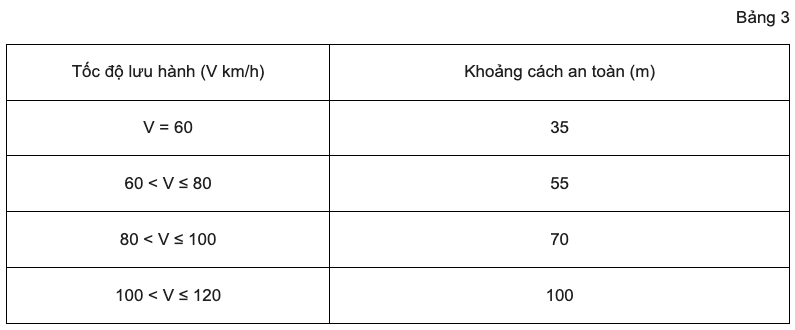 Bảng 3
Tốc độ lưu hành (V km/h) Khoảng cách an toàn (m)
V = 60 35
60 < V ≤ 80 55
80 < V ≤ 100 70
100 < V ≤ 120 100